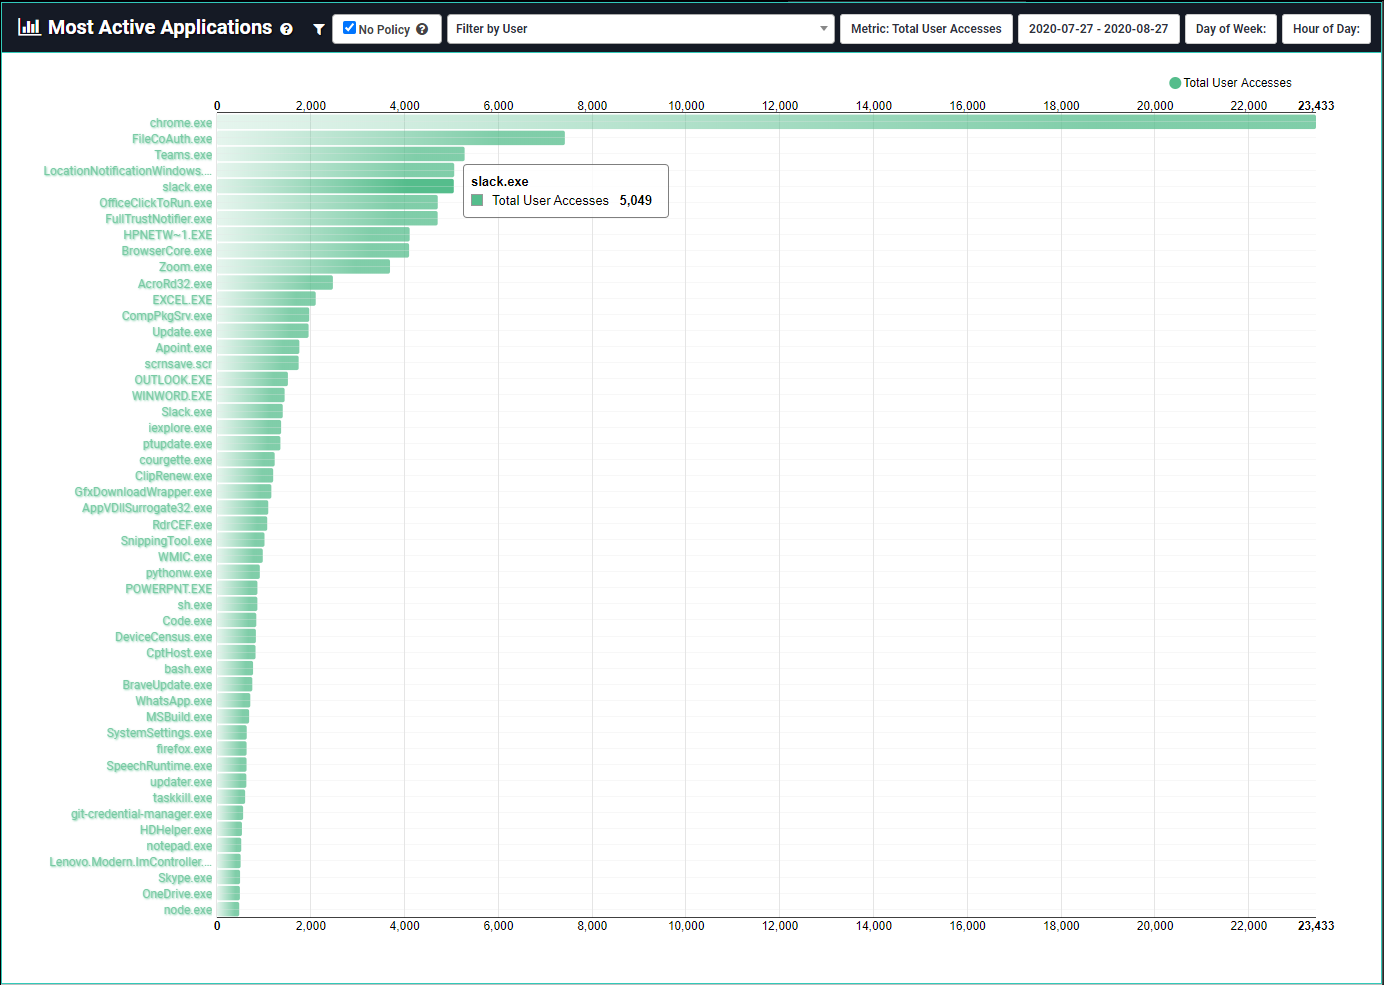 Most Active Applications
No Policy
Filter by User
Metric: Total User Accesses
2020-07-27 - 2020-08-27
Day of Week:
Hour of Day:
Total User Accesses
0 2,000 4,000 6,000 8,000 10,000 12,000 14,000 16,000 18,000 20,000 22,000 23,433
chrome.exe
FileCoAuth.exe
Teams.exe
LocationNotificationWindows....
slack.exe
slack.exe
Total User Accesses 5,049
OfficeClickToRun.exe
FullTrustNotifier.exe
HPNETW~1.EXE
BrowserCore.exe
Zoom.exe
AcroRd32.exe
EXCEL.EXE
CompPkgSrv.exe
Update.exe
Apoint.exe
scrnsave.scr
OUTLOOK.EXE
WINWORD.EXE
Slack.exe
iexplore.exe
ptupdate.exe
courgette.exe
ClipRenew.exe
GfxDownloadWrapper.exe
AppVDllSurrogate32.exe
RdrCEF.exe
SnippingTool.exe
WMIC.exe
pythonw.exe
POWERPNT.EXE
sh.exe
Code.exe
DeviceCensus.exe
CptHost.exe
bash.exe
BraveUpdate.exe
WhatsApp.exe
MSBuild.exe
SystemSettings.exe
firefox.exe
SpeechRuntime.exe
updater.exe
taskkill.exe
git-credential-manager.exe
HDHelper.exe
notepad.exe
Lenovo.Modern.ImController....
Skype.exe
OneDrive.exe
node.exe
0 2,000 4,000 6,000 8,000 10,000 12,000 14,000 16,000 18,000 20,000 22,000 23,433